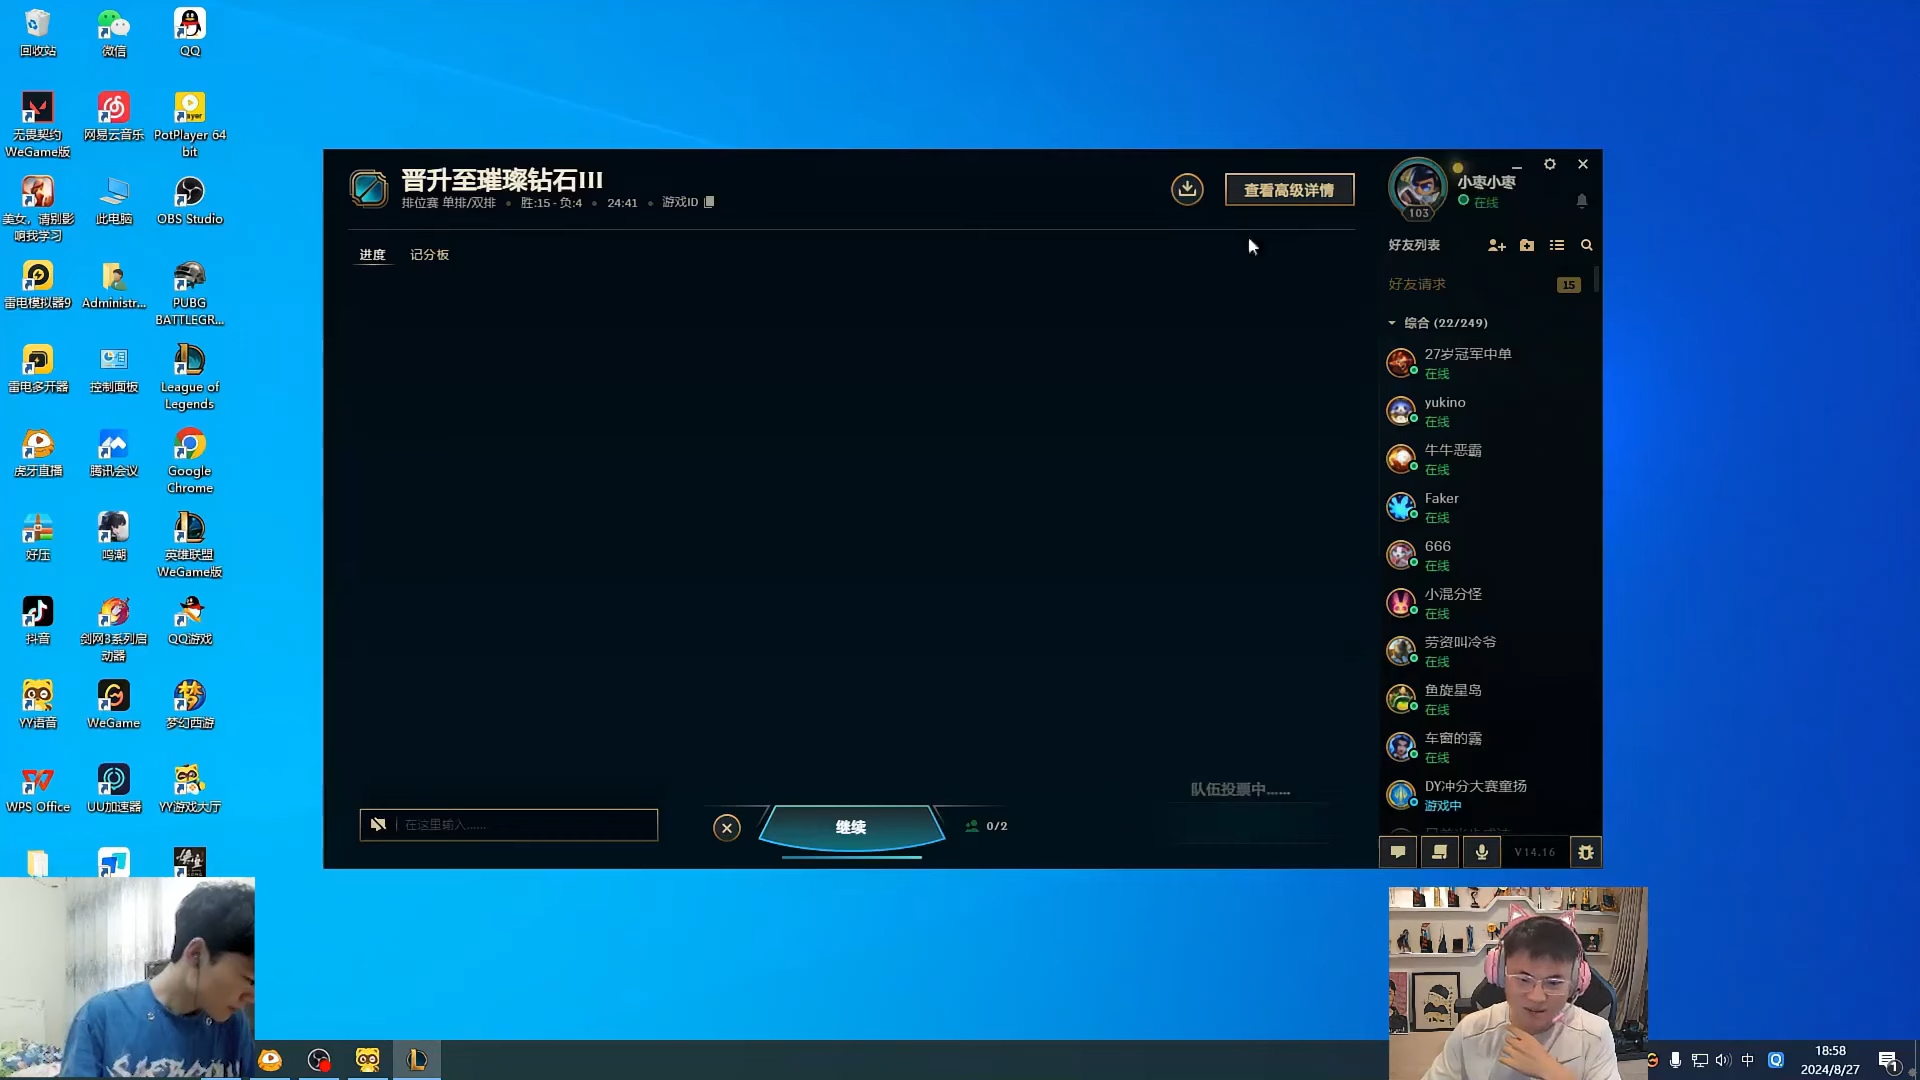 回收站
微信
QQ
无畏契约
WeGame版
网易云音乐
PotPlayer 64
bit
美女，请别影
响我学习
此电脑
OBS Studio
雷电模拟器9
Administr...
PUBG
BATTLEGR...
雷电多开器
控制面板
League of
Legends
虎牙直播
腾讯会议
Google
Chrome
好压
鸣潮
英雄联盟
WeGame版
抖音
剑网3系列启
动器
QQ游戏
YY语音
WeGame
梦幻西游
WPS Office
UU加速器
YY游戏大厅
晋升至璀璨钻石III
排位赛 单排/双排 • 胜:15 - 负:4 • 24:41 • 游戏ID
查看高级详情
进度
记分板
队伍投票中......
在这里输入......
继续
0/2
小枣小枣
在线
103
好友列表
好友请求
15
综合 (22/249)
27岁冠军中单
在线
yukino
在线
牛牛恶霸
在线
Faker
在线
666
在线
小混分怪
在线
劳资叫冷爷
在线
鱼旋星岛
在线
车窗的靄
在线
DY冲分大赛童扬
游戏中
V14.16
中
18:58
2024/8/27
1